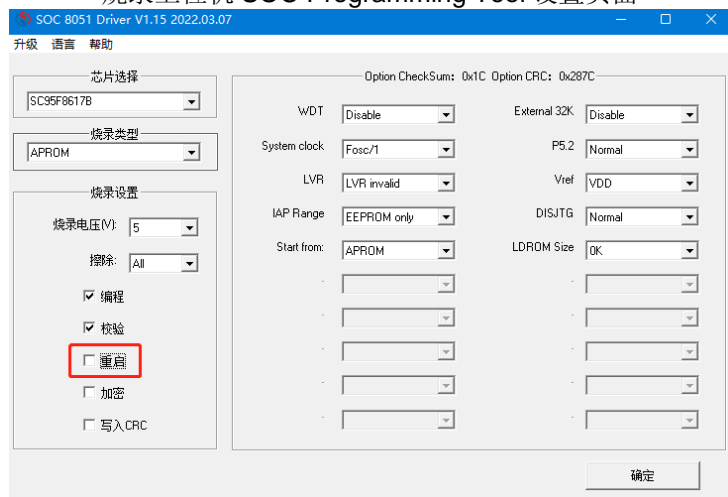 SOC Programming Tool
SOC 8051 Driver V1.15 2022.03.07
升级 语言 帮助
芯片选择
SC95F8617B
烧录类型
APROM
烧录设置
烧录电压(V): 5
擦除: All
编程
校验
重启
加密
写入CRC
Option CheckSum: 0x1C Option CRC: 0x287C
WDT Disable External 32K Disable
System clock Fosc/1 P5.2 Normal
LVR LVR invalid Vref VDD
IAP Range EEPROM only DISJTG Normal
Start from: APROM LDROM Size 0K
确定